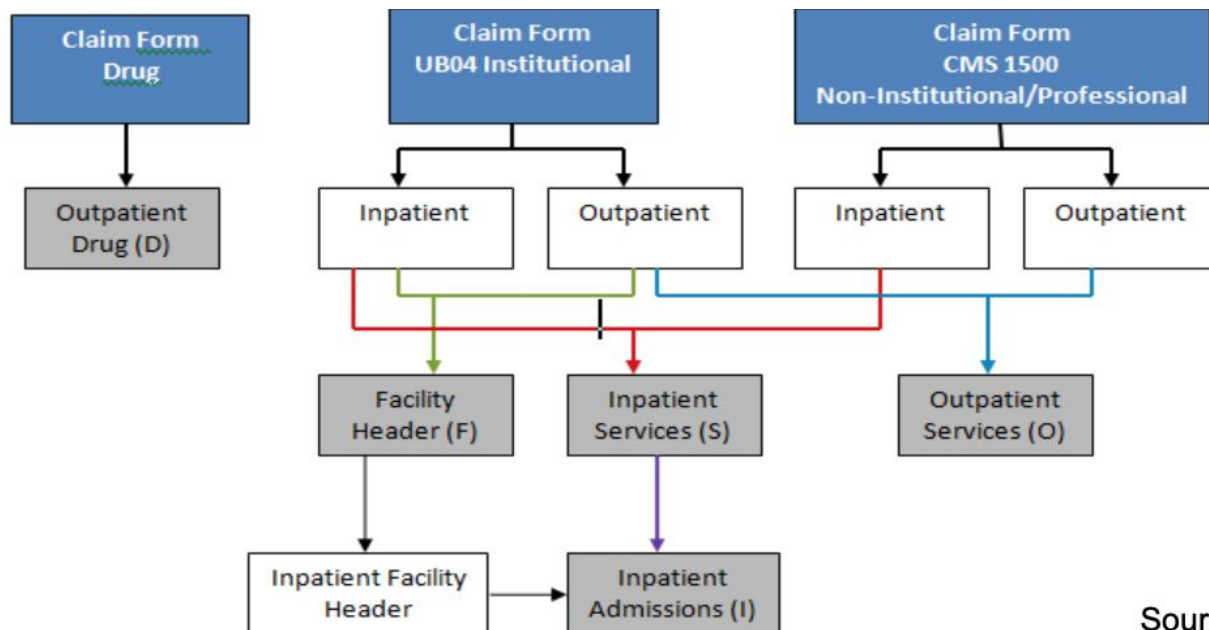 Claim Form
Drug
Claim Form
UB04 Institutional
Claim Form
CMS 1500
Non-Institutional/Professional
Outpatient
Drug (D)
Inpatient
Outpatient
Inpatient
Outpatient
Facility
Header (F)
Inpatient
Services (S)
Outpatient
Services (O)
Inpatient Facility
Header
Inpatient
Admissions (I)
Sour